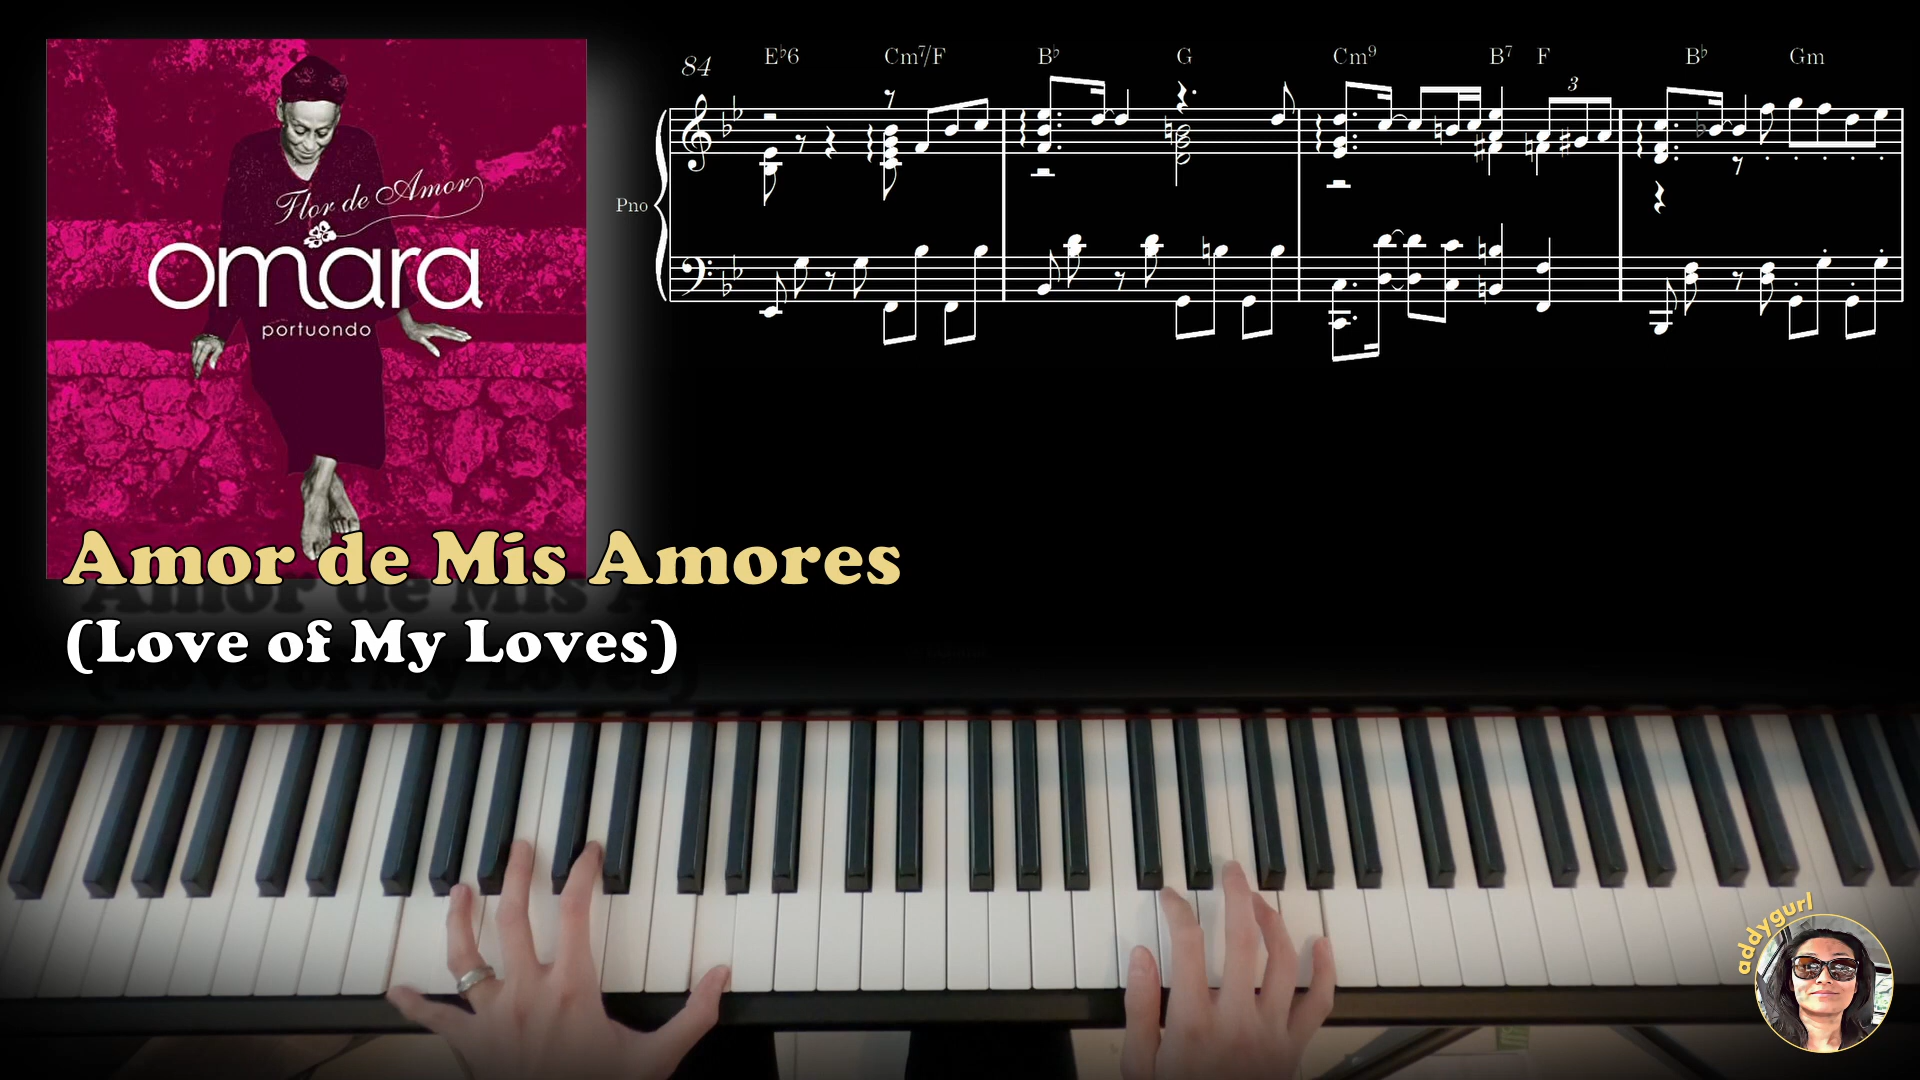 Flor de Amor
omara
portuondo
84
E♭6 Cm7/F B♭ G Cm9 B7 F B♭ Gm
3
Pno
Amor de Mis Amores
(Love of My Loves)
addygurl